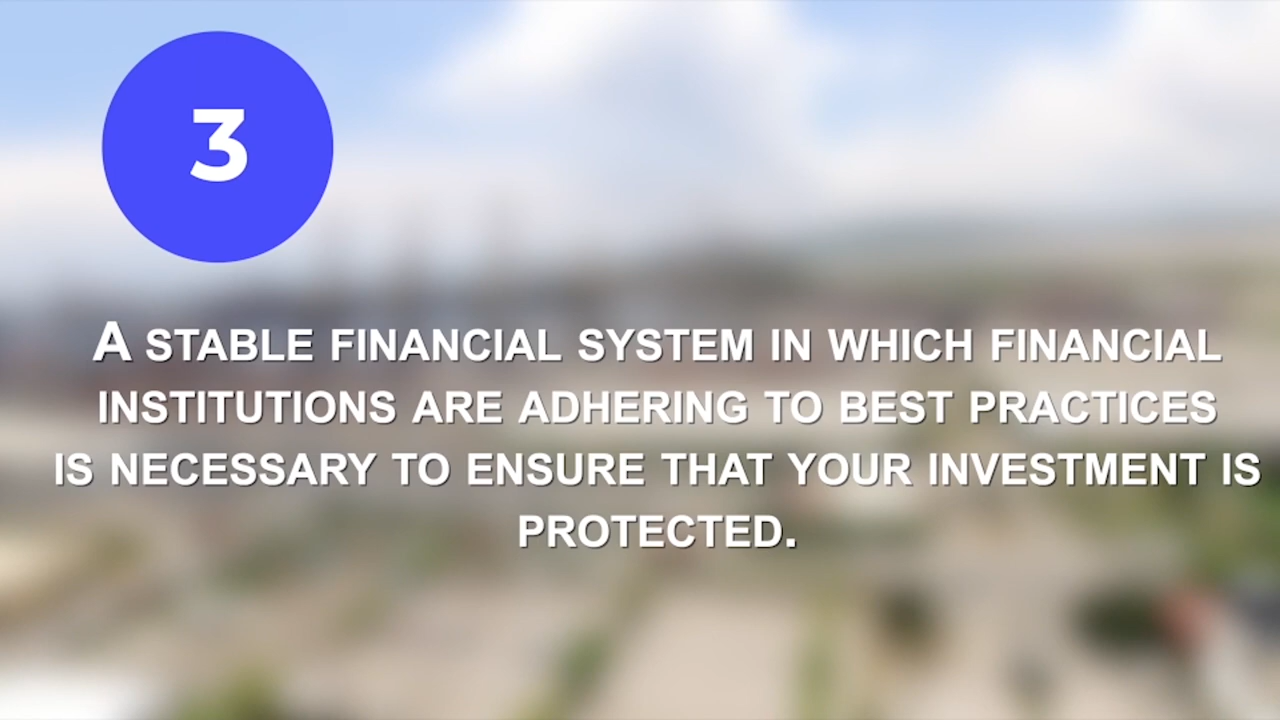 3
A STABLE FINANCIAL SYSTEM IN WHICH FINANCIAL
INSTITUTIONS ARE ADHERING TO BEST PRACTICES
IS NECESSARY TO ENSURE THAT YOUR INVESTMENT IS
PROTECTED.